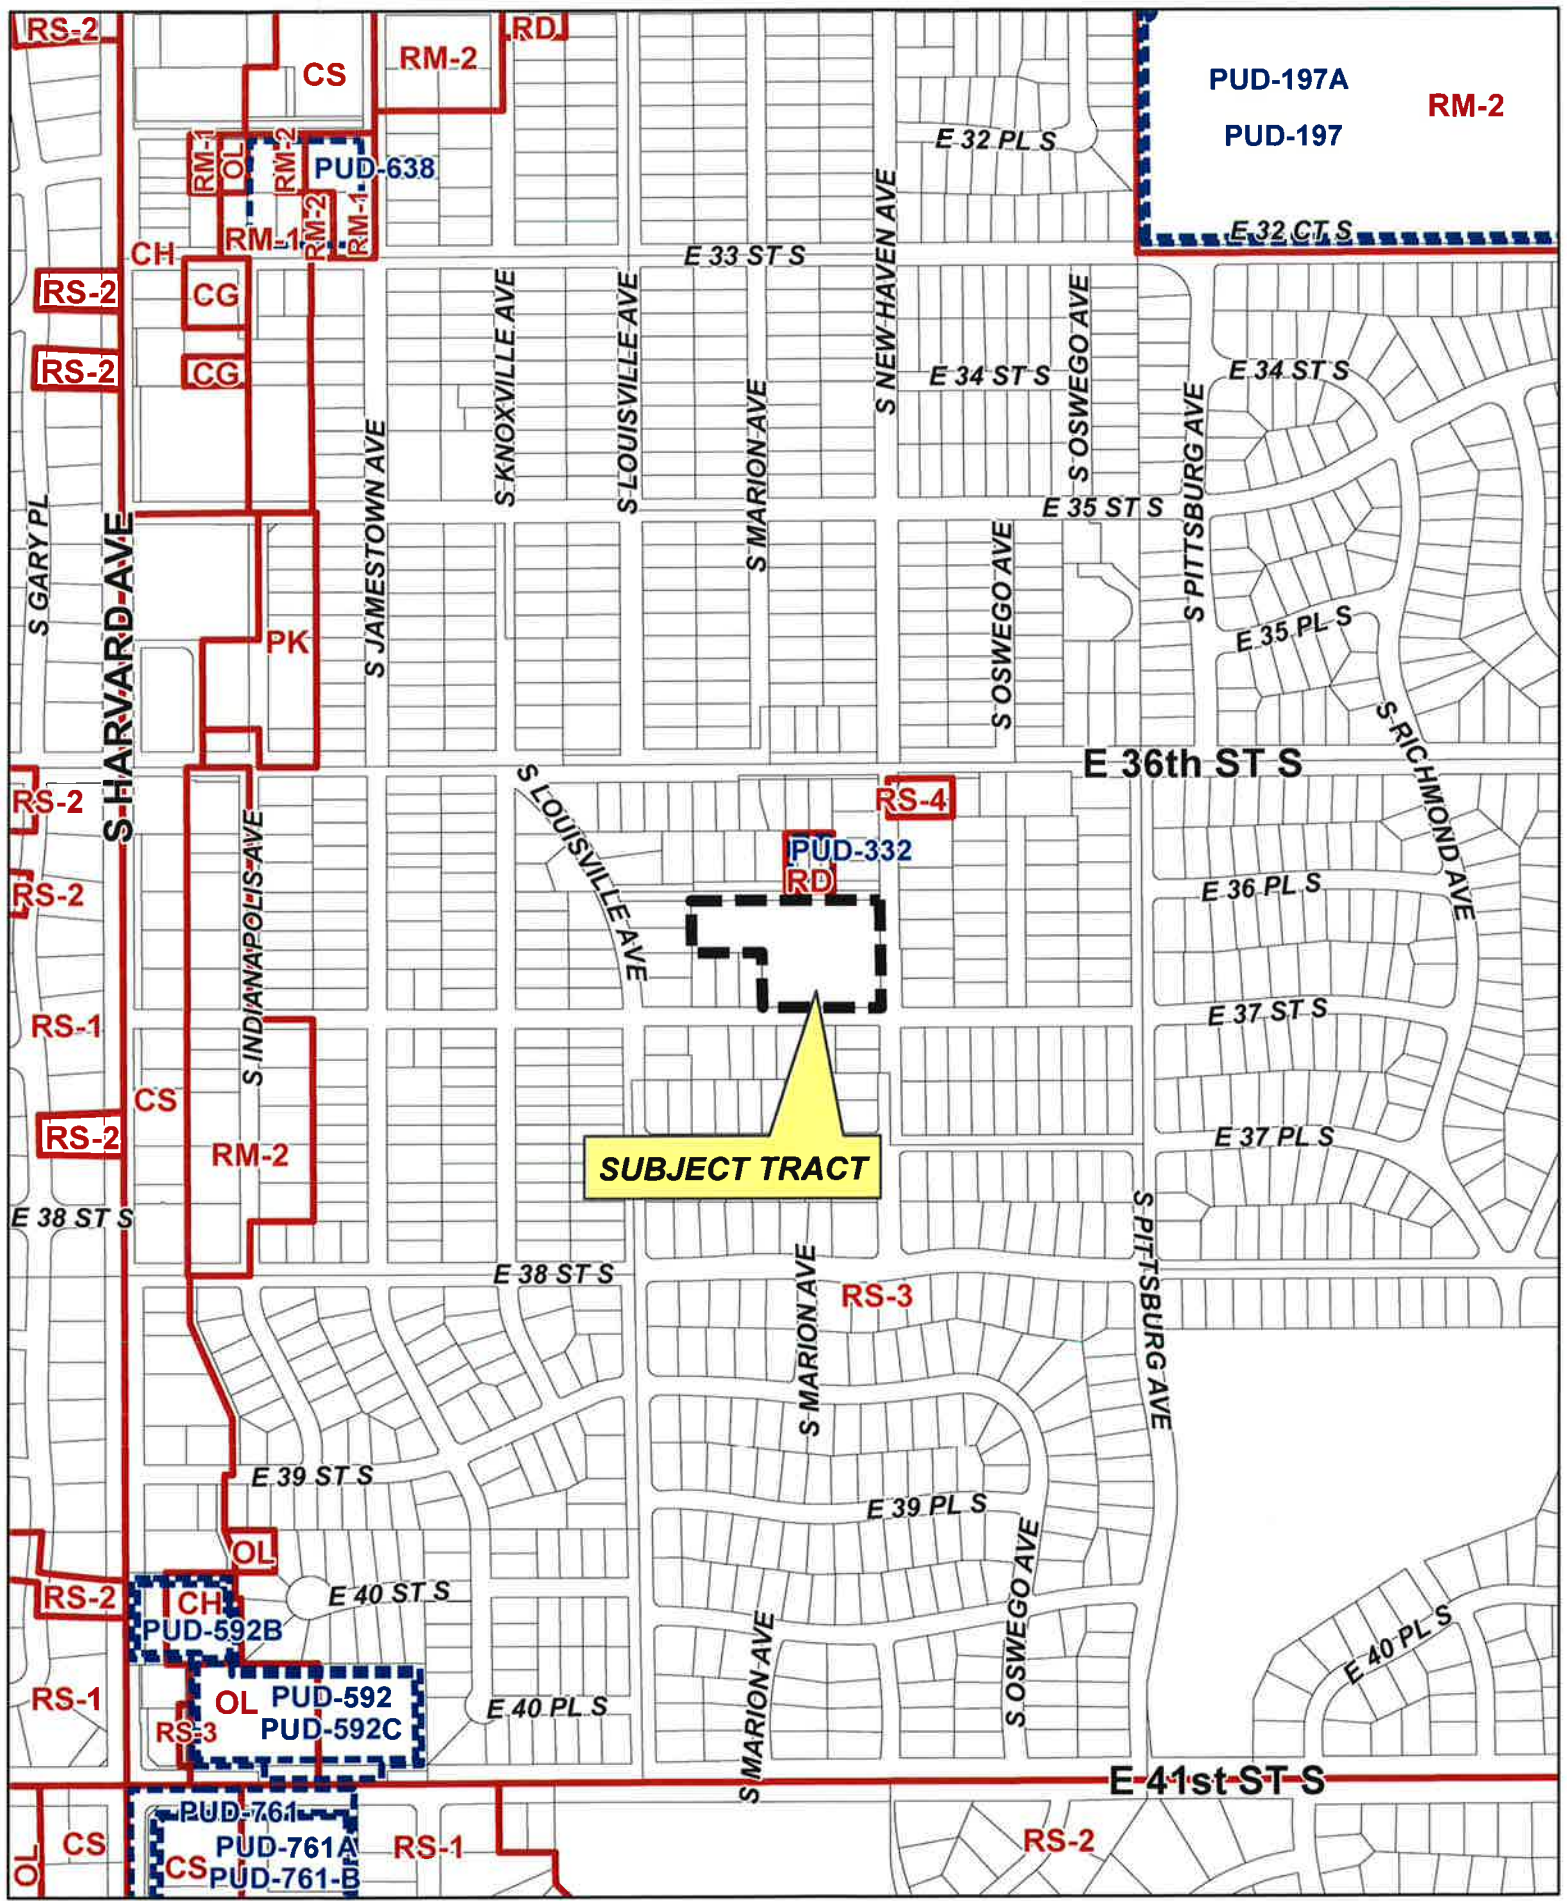 RS-2
CS
RM-2
RD
PUD-197A
RM-2
PUD-197
E 32 PL S
RM-1
OL
RM-2
PUD-638
RM-1
RM-2
RM-1
E 32 CT S
CH
E 33 ST S
RS-2
CG
S KNOXVILLE AVE
S LOUISVILLE AVE
S NEW HAVEN AVE
S OSWEGO AVE
RS-2
CG
E 34 ST S
E 34 ST S
S MARION AVE
S PITTSBURG AVE
S JAMESTOWN AVE
E 35 ST S
S GARY PL
S HARVARD AVE
S OSWEGO AVE
PK
E 35 PL S
S RICHMOND AVE
E 36th ST S
RS-2
S LOUISVILLE AVE
RS-4
PUD-332
RD
RS-2
S INDIANAPOLIS AVE
E 36 PL S
RS-1
E 37 ST S
CS
RS-2
RM-2
E 37 PL S
SUBJECT TRACT
E 38 ST S
S PITTSBURG AVE
E 38 ST S
S MARION AVE
RS-3
E 39 ST S
E 39 PL S
OL
S OSWEGO AVE
RS-2
CH
E 40 ST S
PUD-592B
S MARION AVE
E 40 PL S
RS-1
OL
PUD-592
E 40 PL S
RS-3
PUD-592C
E 41st ST S
PUD-761
OL
CS
PUD-761A
RS-1
RS-2
CS
PUD-761-B